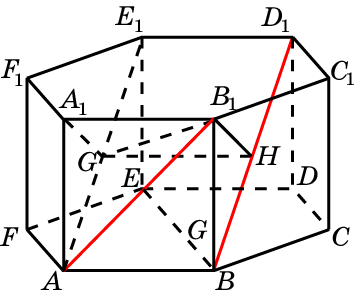 E₁ D₁
F₁ C₁
A₁ B₁
G H
E D
F G C
A B